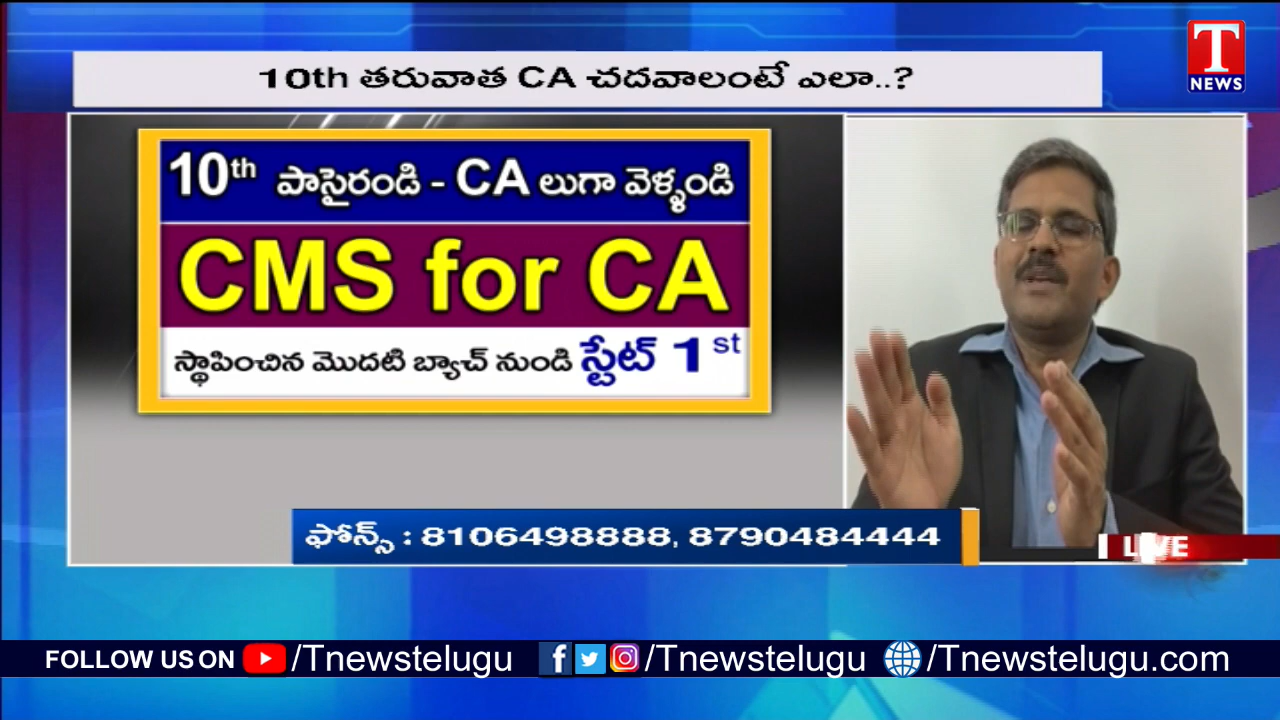 T
NEWS
10th తరువాత CA చదవాలంటే ఎలా..?
10th పాసైరండి - CA లుగా వెళ్ళండి
CMS for CA
స్థాపించిన మొదటి బ్యాచ్ నుండి స్టేట్ 1st
ఫోన్స్ : 8106498888, 8790484444
LIVE
FOLLOW US ON /Tnewstelugu /Tnewstelugu /Tnewstelugu.com